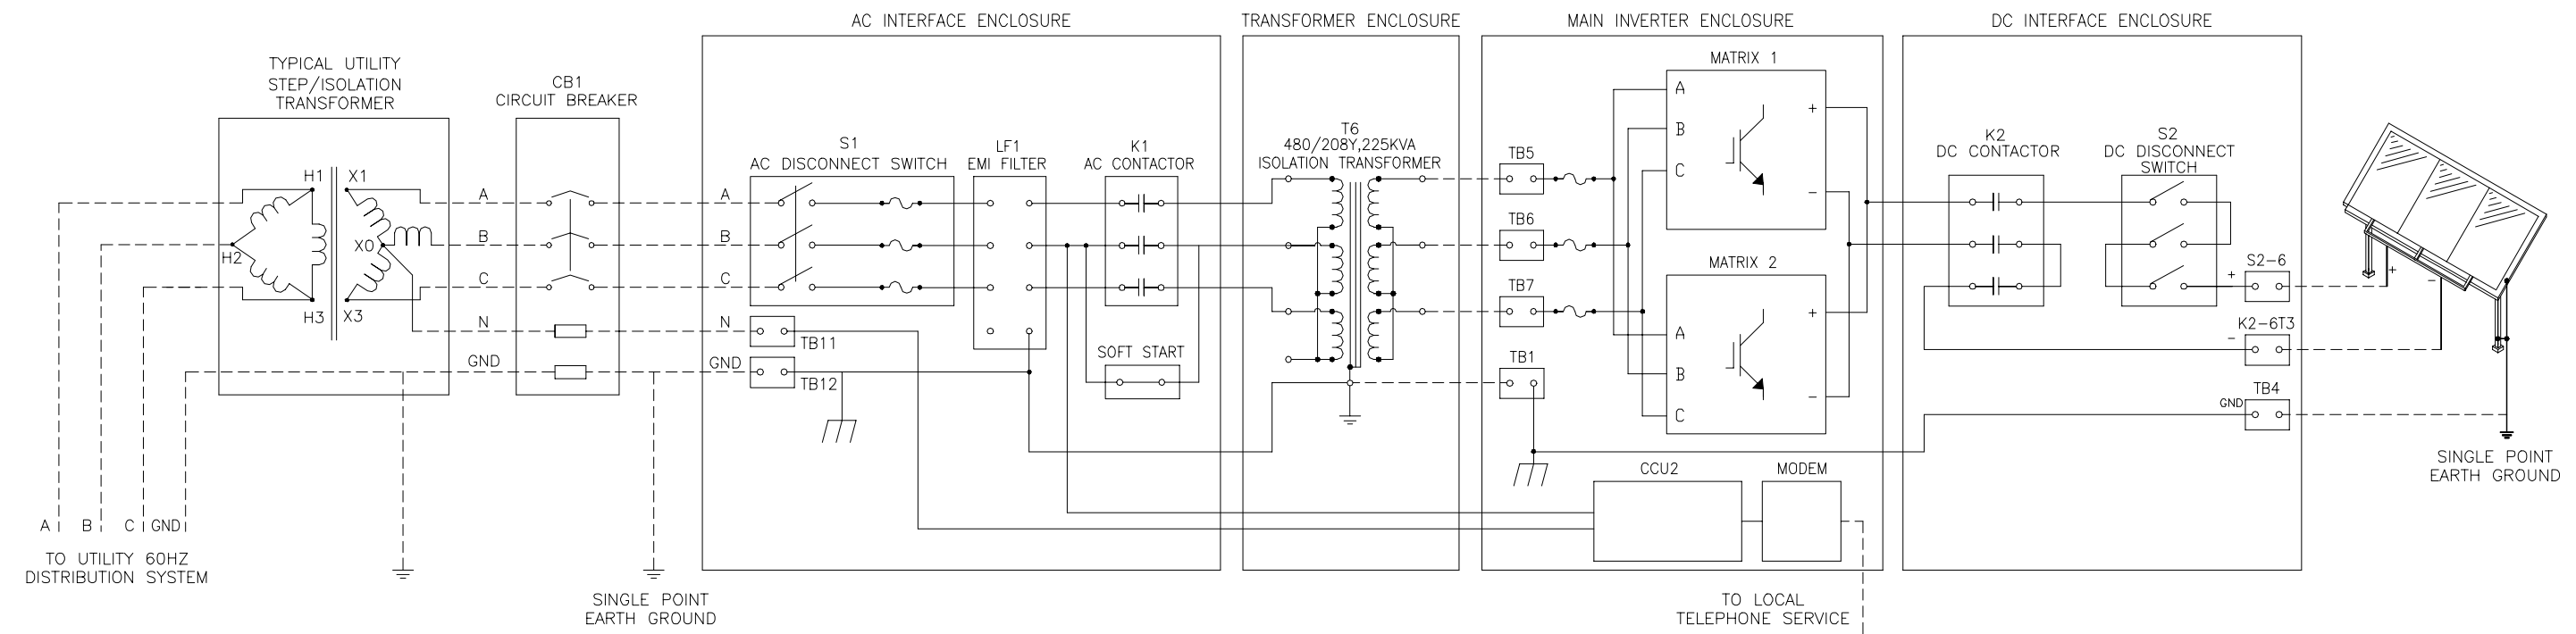 AC INTERFACE ENCLOSURE
TRANSFORMER ENCLOSURE
MAIN INVERTER ENCLOSURE
DC INTERFACE ENCLOSURE
TYPICAL UTILITY
STEP/ISOLATION
TRANSFORMER
H1
X1
H2
X0
H3
X3
CB1
CIRCUIT BREAKER
A
B
C
N
GND
A
B
C
N
GND
S1
AC DISCONNECT SWITCH
TB11
TB12
LF1
EMI FILTER
K1
AC CONTACTOR
SOFT START
T6
480/208Y,225KVA
ISOLATION TRANSFORMER
TB5
TB6
TB7
TB1
MATRIX 1
A
B
C
+
-
MATRIX 2
A
B
C
+
-
CCU2
MODEM
K2
DC CONTACTOR
S2
DC DISCONNECT
SWITCH
+
S2-6
-
K2-6T3
TB4
GND
+
-
SINGLE POINT
EARTH GROUND
A
B
C
GND
TO UTILITY 60HZ
DISTRIBUTION SYSTEM
SINGLE POINT
EARTH GROUND
TO LOCAL
TELEPHONE SERVICE